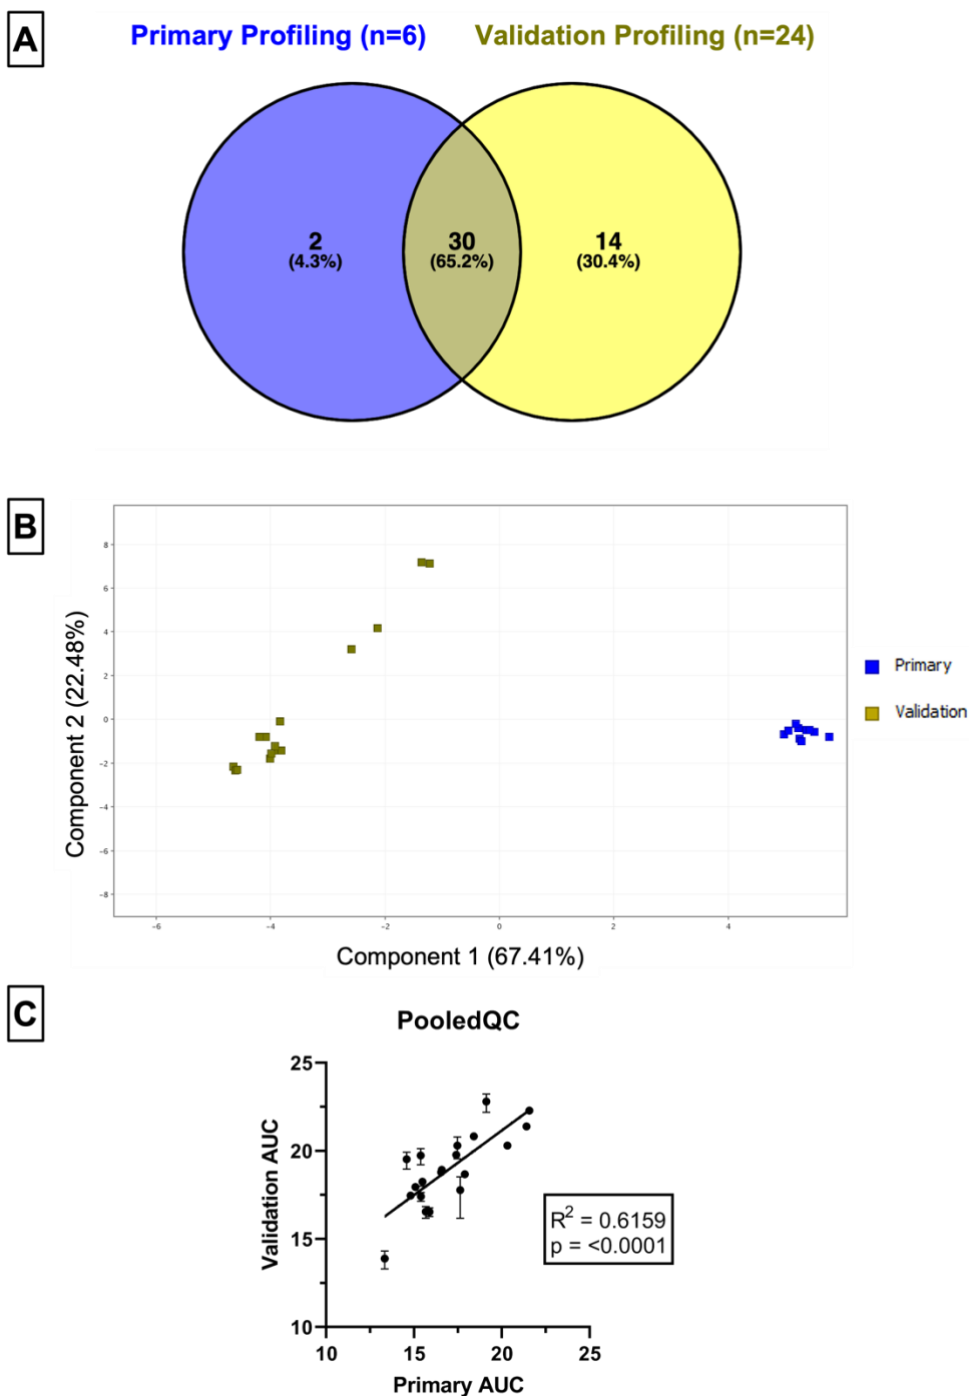 A
Primary Profiling (n=6) Validation Profiling (n=24)
2 30 14
(4.3%) (65.2%) (30.4%)
B
8
6
4
2
0
-2
-4
-6
-8
Component 2 (22.48%)
-6 -4 -2 0 2 4
Component 1 (67.41%)
Primary
Validation
C
PooledQC
25
20
15
10
Validation AUC
R² = 0.6159
p = <0.0001
10 15 20 25
Primary AUC